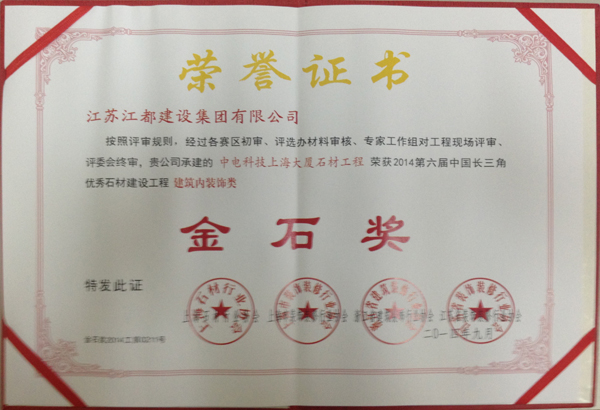 荣誉证书
江苏江都建设集团有限公司
按照评审规则，经过各赛区初审、评选办材料审核、专家工作组对工程现场评审、
评委会终审，贵公司承建的 中电科技上海大厦石材工程 荣获2014第六届中国长三角
优秀石材建设工程 建筑内装饰类
金石奖
特发此证
二〇一四年九月